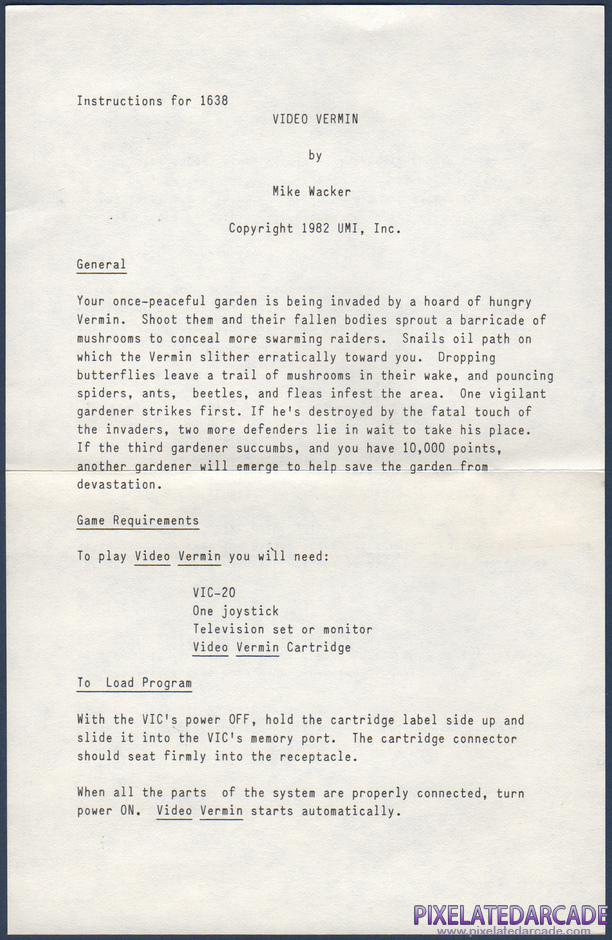 Instructions for 1638
VIDEO VERMIN
by
Mike Wacker
Copyright 1982 UMI, Inc.
General
Your once-peaceful garden is being invaded by a hoard of hungry
Vermin.  Shoot them and their fallen bodies sprout a barricade of
mushrooms to conceal more swarming raiders.  Snails oil path on
which the Vermin slither erratically toward you.  Dropping
butterflies leave a trail of mushrooms in their wake, and pouncing
spiders, ants,  beetles, and fleas infest the area.  One vigilant
gardener strikes first. If he's destroyed by the fatal touch of
the invaders, two more defenders lie in wait to take his place.
If the third gardener succumbs, and you have 10,000 points,
another gardener will emerge to help save the garden from
devastation.
Game Requirements
To play Video Vermin you will need:
VIC-20
One joystick
Television set or monitor
Video Vermin Cartridge
To  Load Program
With the VIC's power OFF, hold the cartridge label side up and
slide it into the VIC's memory port.  The cartridge connector
should seat firmly into the receptacle.
When all the parts  of the system are properly connected, turn
power ON.  Video Vermin starts automatically.
PIXELATEDARCADE
www.pixelatedarcade.com